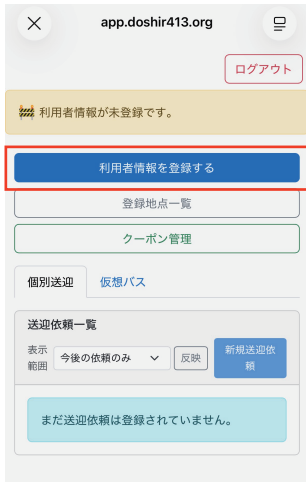 app.doshir413.org
ログアウト
🚧 利用者情報が未登録です。
利用者情報を登録する
登録地点一覧
クーポン管理
個別送迎 仮想バス
送迎依頼一覧
表示
範囲 今後の依頼のみ 反映 新規送迎依
頼
まだ送迎依頼は登録されていません。